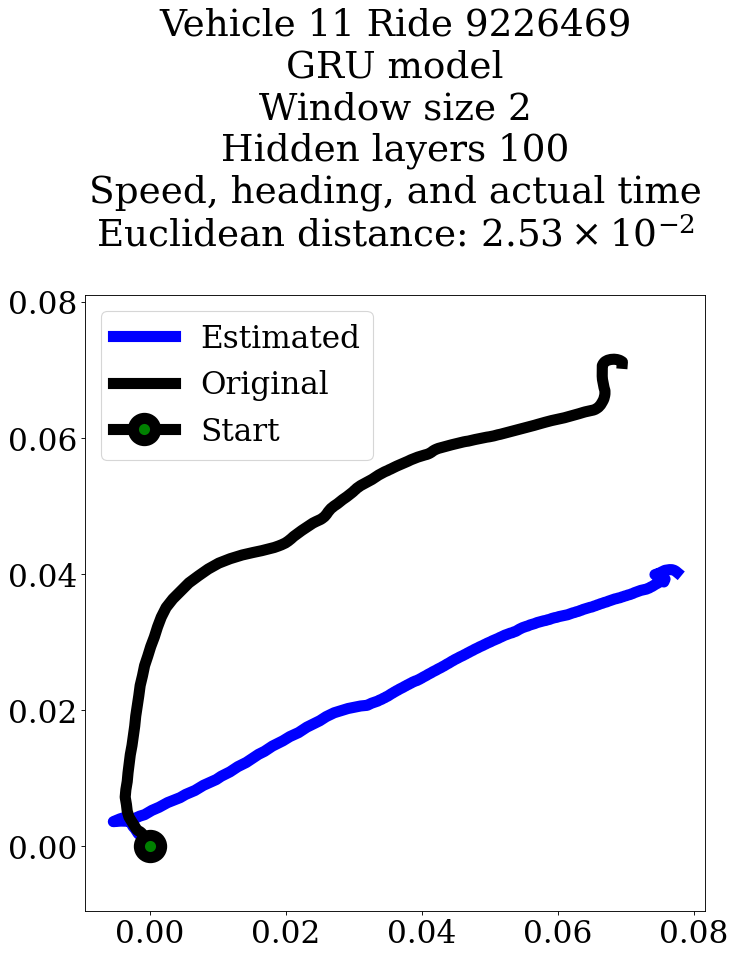 Vehicle 11 Ride 9226469
GRU model
Window size 2
Hidden layers 100
Speed, heading, and actual time
Euclidean distance: 2.53 × 10⁻²
0.08
0.06
0.04
0.02
0.00
Estimated
Original
Start
0.00 0.02 0.04 0.06 0.08